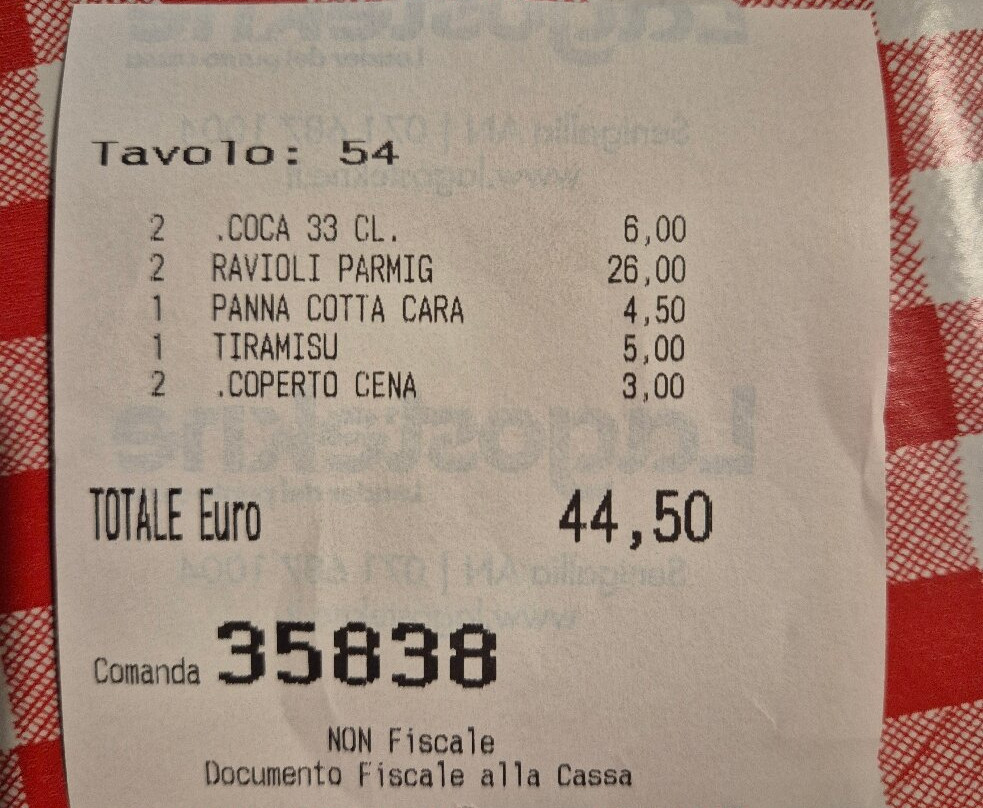 Tavolo: 54
2 .COCA 33 CL. 6,00
2 RAVIOLI PARMIG 26,00
1 PANNA COTTA CARA 4,50
1 TIRAMISU 5,00
2 .COPERTO CENA 3,00
TOTALE Euro 44,50
Comanda 35838
NON Fiscale
Documento Fiscale alla Cassa